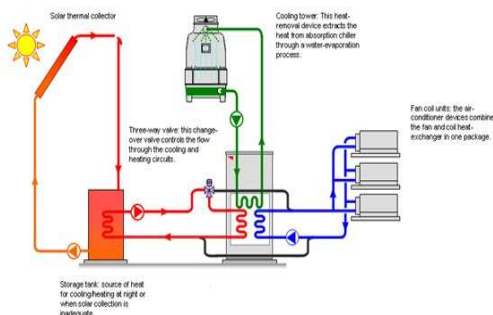 Solar thermal collector
Cooling tower: This heat-
removal device extracts the
heat from absorption chiller
through a water-evaporation
process.
Fan coil units: the air-
conditioner devices combine
the fan and coil heat-
exchanger in one package.
Three-way valve: this change-
over valve controls the flow
through the cooling and
heating circuits.
Storage tank: source of heat
for cooling/heating at night or
when solar collection is
inadequate.